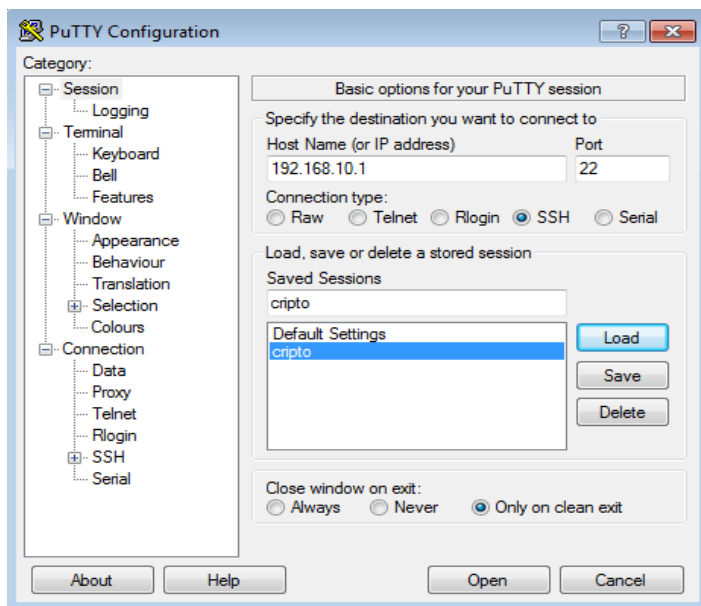 PuTTY Configuration
Category:
Session
Logging
Terminal
Keyboard
Bell
Features
Window
Appearance
Behaviour
Translation
Selection
Colours
Connection
Data
Proxy
Telnet
Rlogin
SSH
Serial
Basic options for your PuTTY session
Specify the destination you want to connect to
Host Name (or IP address) Port
192.168.10.1 22
Connection type:
Raw Telnet Rlogin SSH Serial
Load, save or delete a stored session
Saved Sessions
cripto
Default Settings
cripto
Load
Save
Delete
Close window on exit:
Always Never Only on clean exit
About Help Open Cancel